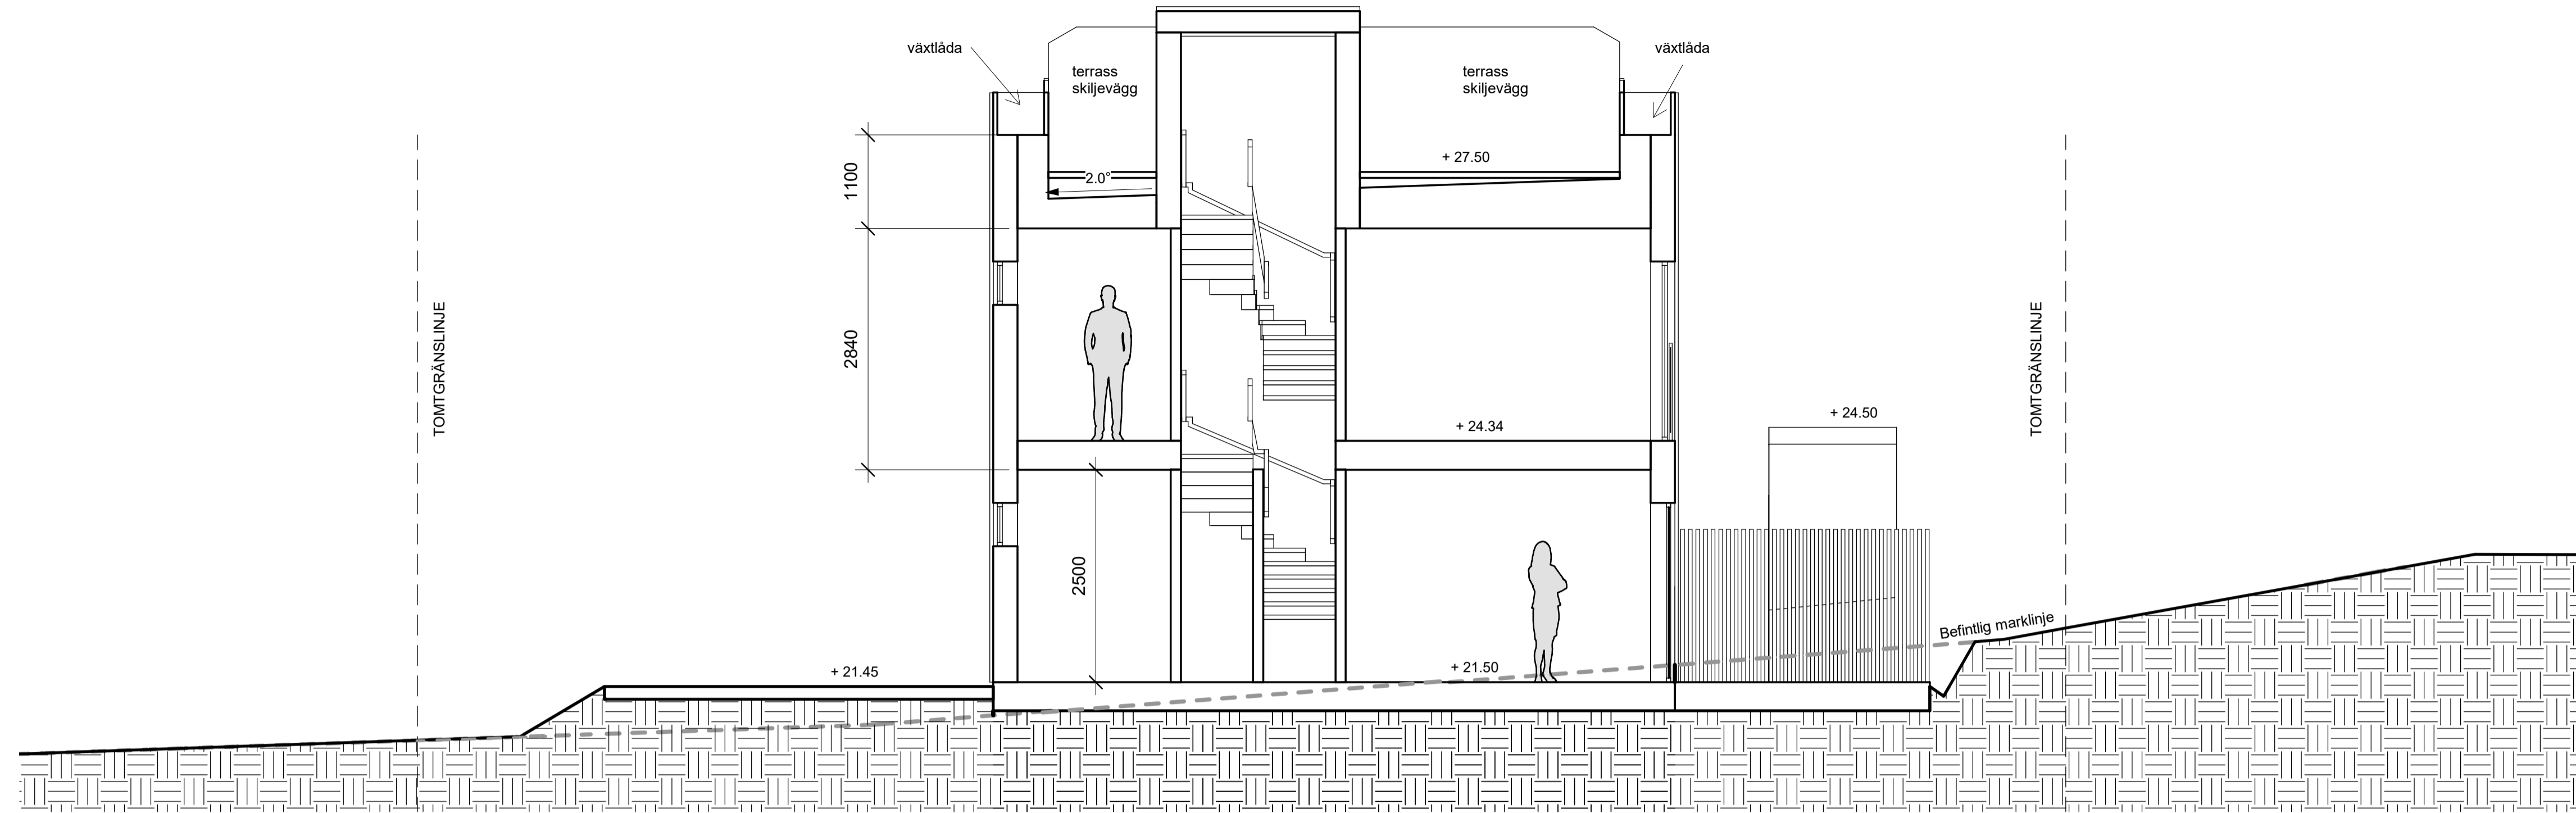 växtlåda
växtlåda
terrass
skiljevägg
terrass
skiljevägg
+ 27.50
1100
2.0°
TOMTGRÄNSLINJE
2840
TOMTGRÄNSLINJE
+ 24.50
+ 24.34
2500
Befintlig marklinje
+ 21.45
+ 21.50